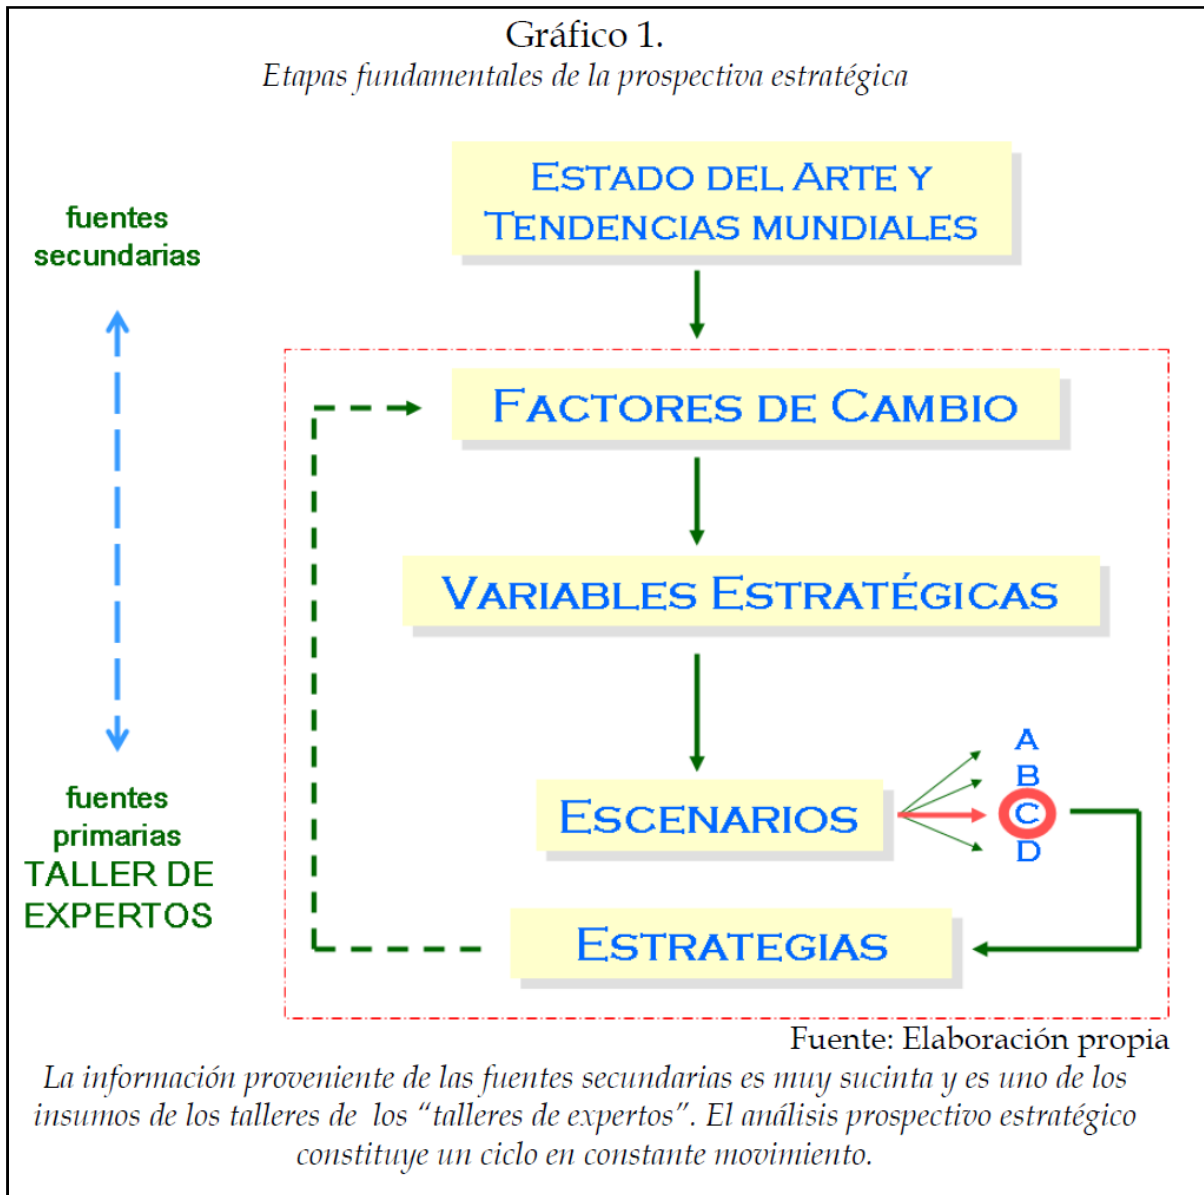 Gráfico 1.
Etapas fundamentales de la prospectiva estratégica
ESTADO DEL ARTE Y
TENDENCIAS MUNDIALES
fuentes
secundarias
FACTORES DE CAMBIO
VARIABLES ESTRATÉGICAS
ESCENARIOS
A
B
C
D
fuentes
primarias
TALLER DE
EXPERTOS
ESTRATEGIAS
Fuente: Elaboración propia
La información proveniente de las fuentes secundarias es muy sucinta y es uno de los
insumos de los talleres de los “talleres de expertos”. El análisis prospectivo estratégico
constituye un ciclo en constante movimiento.